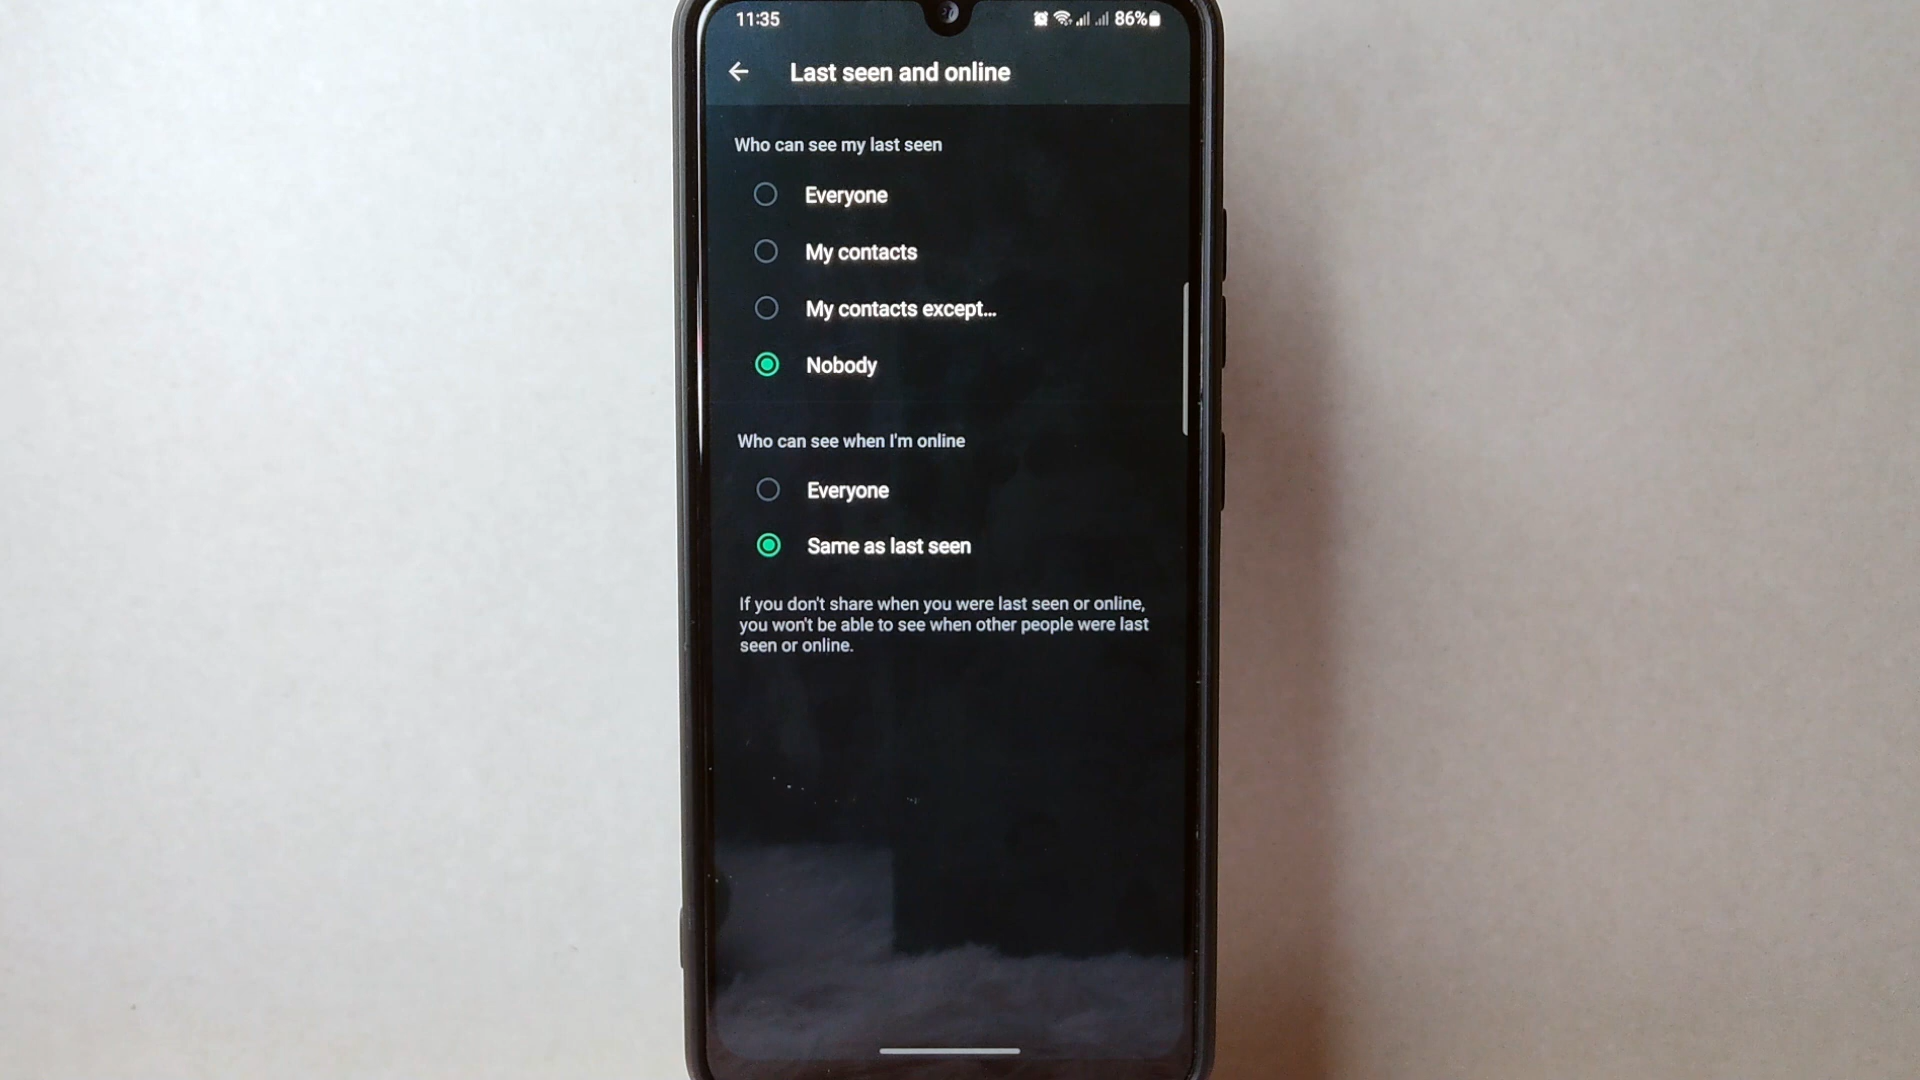 11:35 86%
Last seen and online
Who can see my last seen
Everyone
My contacts
My contacts except...
Nobody
Who can see when I'm online
Everyone
Same as last seen
If you don't share when you were last seen or online,
you won't be able to see when other people were last
seen or online.